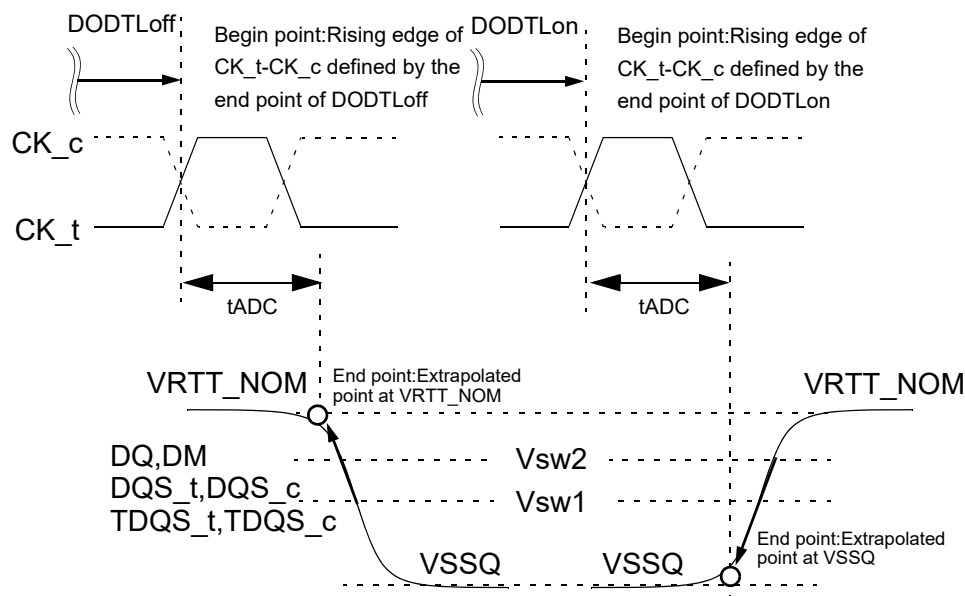 DODTLoff
Begin point:Rising edge of
CK_t-CK_c defined by the
end point of DODTLoff
DODTLon
Begin point:Rising edge of
CK_t-CK_c defined by the
end point of DODTLon
CK_c
CK_t
tADC
tADC
VRTT_NOM
End point:Extrapolated
point at VRTT_NOM
VRTT_NOM
DQ,DM
DQS_t,DQS_c
TDQS_t,TDQS_c
Vsw2
Vsw1
End point:Extrapolated
point at VSSQ
VSSQ
VSSQ